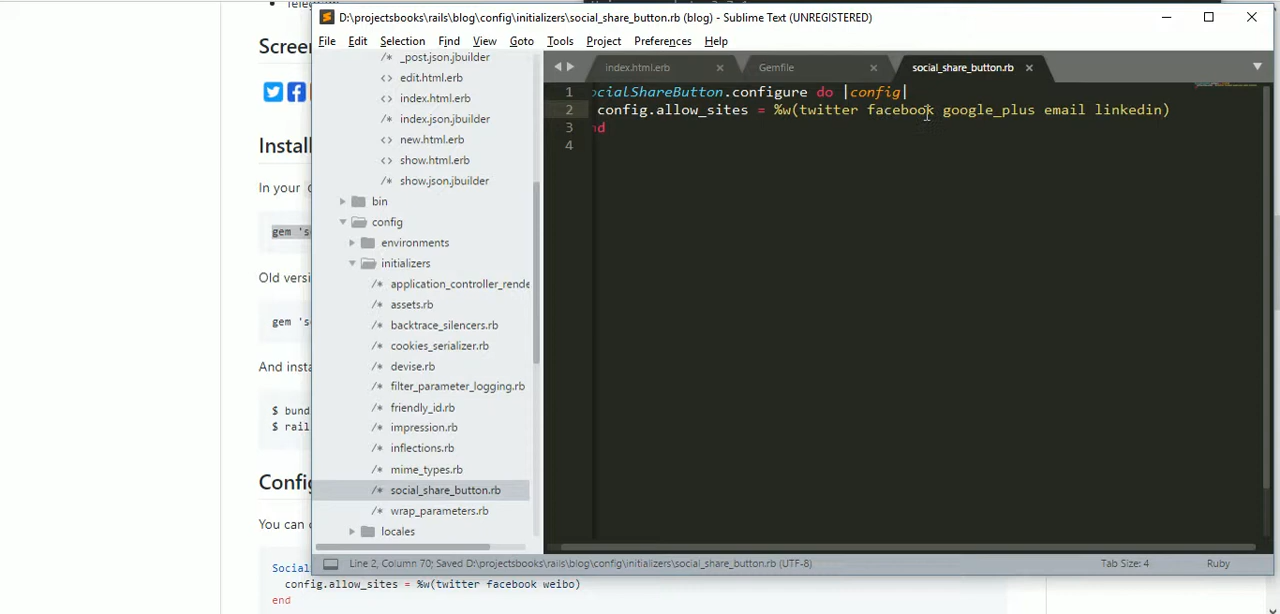 D:\projectsbooks\rails\blog\config\initializers\social_share_button.rb (blog) - Sublime Text (UNREGISTERED)
File Edit Selection Find View Goto Tools Project Preferences Help
Screen
Install
In your
gem 's
Old versi
gem 's
And insta
$ bund
$ rail
Config
You can
Social
config.allow_sites = %w(twitter facebook weibo)
end
_post.json.jbuilder
edit.html.erb
index.html.erb
index.json.jbuilder
new.html.erb
show.html.erb
show.json.jbuilder
bin
config
environments
initializers
application_controller_rende
assets.rb
backtrace_silencers.rb
cookies_serializer.rb
devise.rb
filter_parameter_logging.rb
friendly_id.rb
impression.rb
inflections.rb
mime_types.rb
social_share_button.rb
wrap_parameters.rb
locales
index.html.erb Gemfile social_share_button.rb
1 ocialShareButton.configure do |config|
2 config.allow_sites = %w(twitter facebook google_plus email linkedin)
3 nd
4
Line 2, Column 70; Saved D:\projectsbooks\rails\blog\config\initializers\social_share_button.rb (UTF-8) Tab Size: 4 Ruby